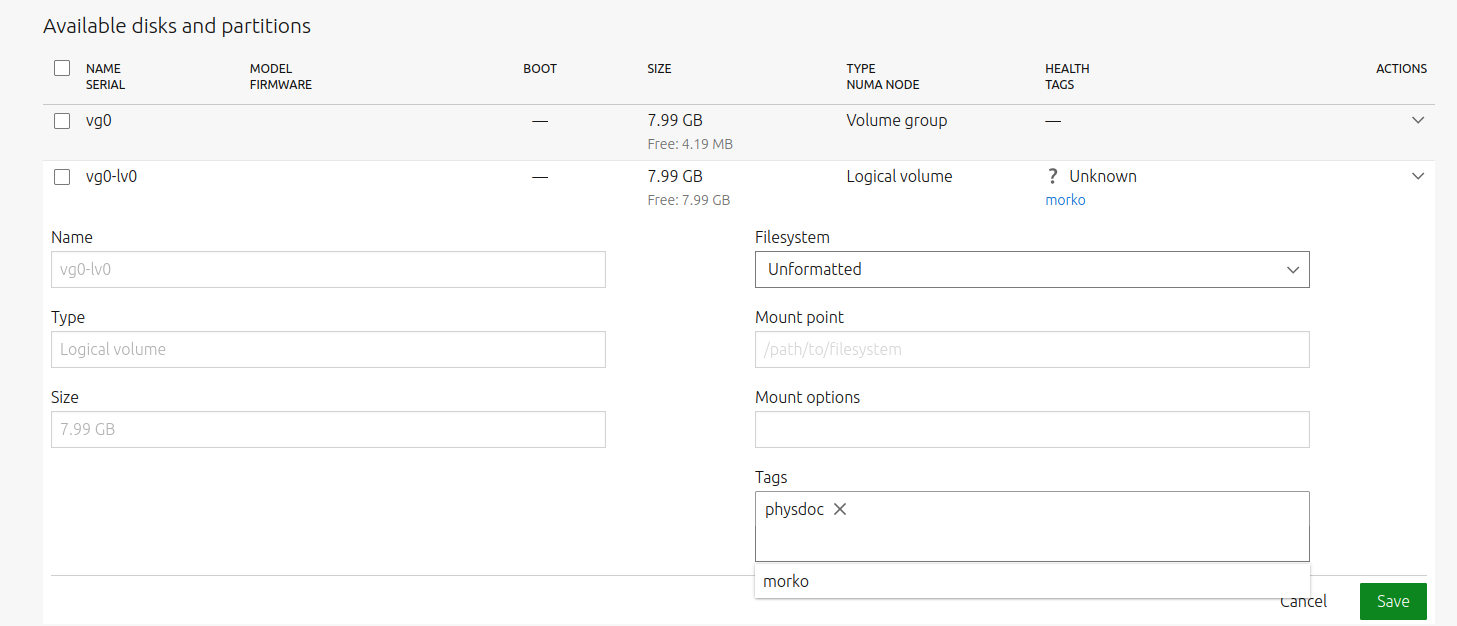 Available disks and partitions
NAME MODEL BOOT SIZE TYPE HEALTH ACTIONS
SERIAL FIRMWARE NUMA NODE TAGS
vg0 — 7.99 GB Volume group —
Free: 4.19 MB
vg0-lv0 — 7.99 GB Logical volume ? Unknown
Free: 7.99 GB morko
Name Filesystem
vg0-lv0 Unformatted
Type Mount point
Logical volume /path/to/filesystem
Size Mount options
7.99 GB
Tags
physdoc
morko
Cancel Save